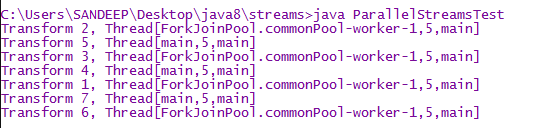 C:\Users\SANDEEP\Desktop\java8\streams>java ParallelStreamsTest
Transform 2, Thread[ForkJoinPool.commonPool-worker-1,5,main]
Transform 5, Thread[main,5,main]
Transform 3, Thread[ForkJoinPool.commonPool-worker-1,5,main]
Transform 4, Thread[main,5,main]
Transform 1, Thread[ForkJoinPool.commonPool-worker-1,5,main]
Transform 7, Thread[main,5,main]
Transform 6, Thread[ForkJoinPool.commonPool-worker-1,5,main]